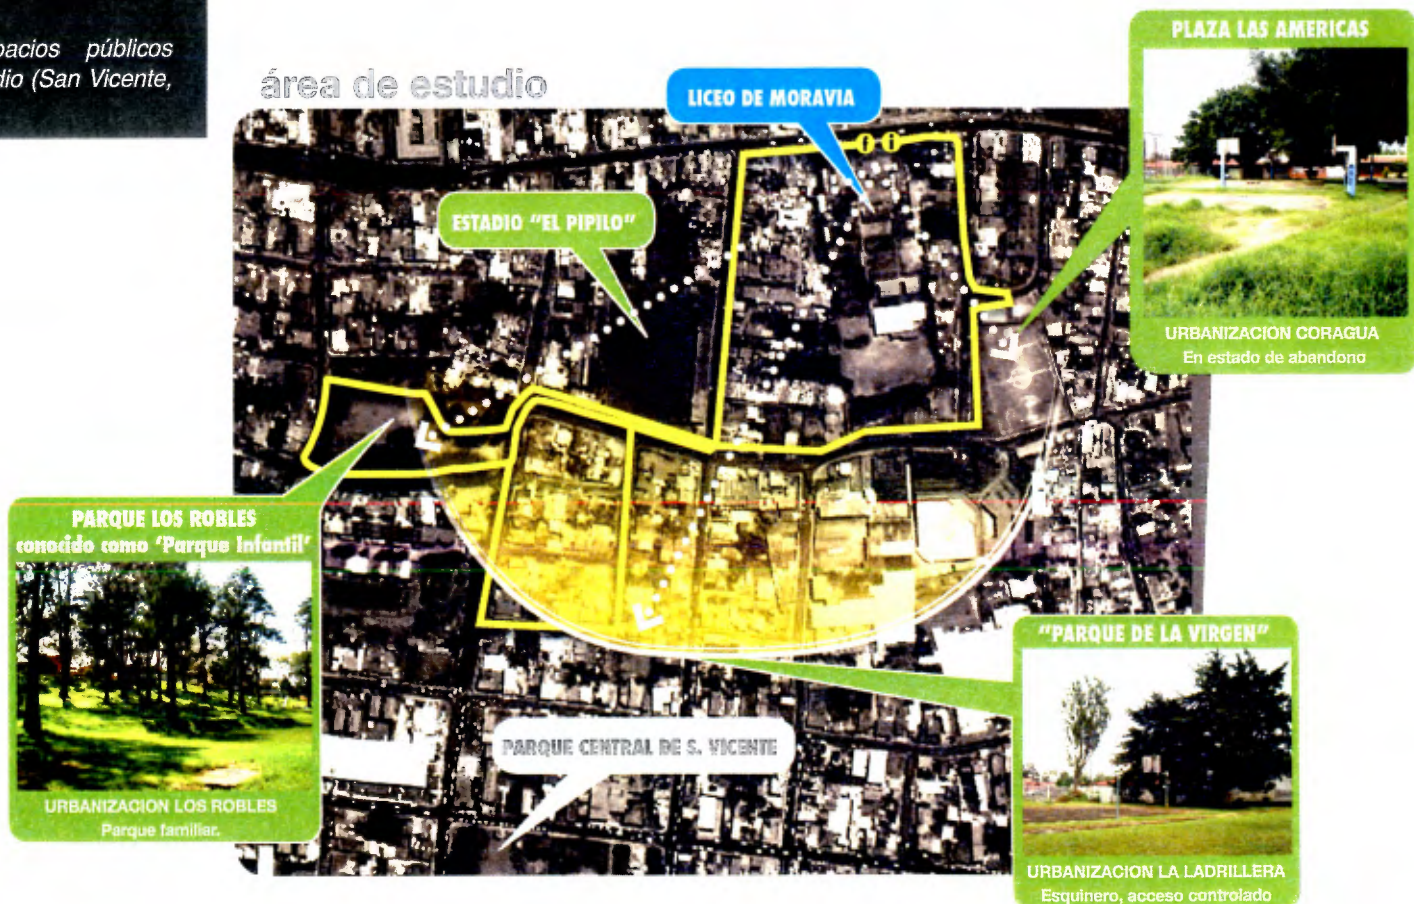 pacios públicos
dio (San Vicente,
área de estudio
LICEO DE MORAVIA
PLAZA LAS AMERICAS
ESTADIO "EL PIPILO"
URBANIZACION CORAGUA
En estado de abandono
PARQUE LOS ROBLES
conocido como 'Parque Infantil'
URBANIZACION LOS ROBLES
Parque familiar.
"PARQUE DE LA VIRGEN"
PARQUE CENTRAL DE S. VICENTE
URBANIZACION LA LADRILLERA
Esquinero, acceso controlado